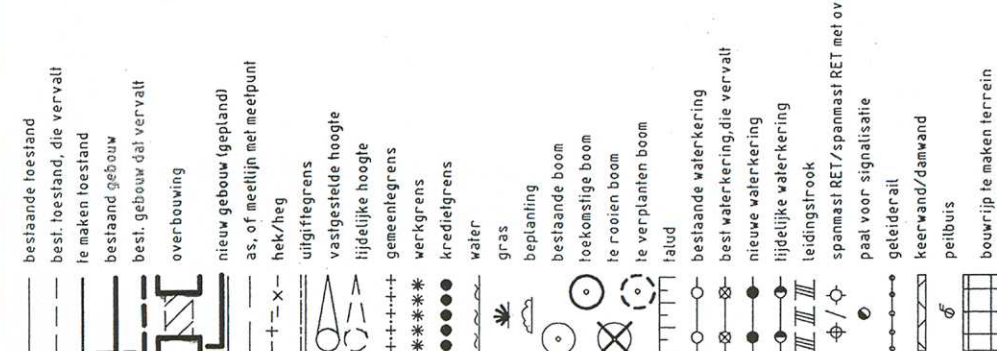 bestaande toestand
best. toestand, die vervalt
te maken toestand
bestaand gebouw
best. gebouw dat vervalt
overbouwing
nieuw gebouw (gepland)
as, of meetlijn met meetpunt
hek/heg
uitgiftegrens
vastgestelde hoogte
tijdelijke hoogte
gemeentegrens
werkgrens
kredietgrens
water
gras
beplanting
bestaande boom
toekomstige boom
te rooien boom
te verplanten boom
talud
bestaande waterkering
best waterkering,die vervalt
nieuwe waterkering
tijdelijke waterkering
leidingstrook
spanmast RET/spanmast RET met ov
paal voor signalisatie
geleiderail
keerwand/damwand
peilbuis
bouwrijp te maken terrein